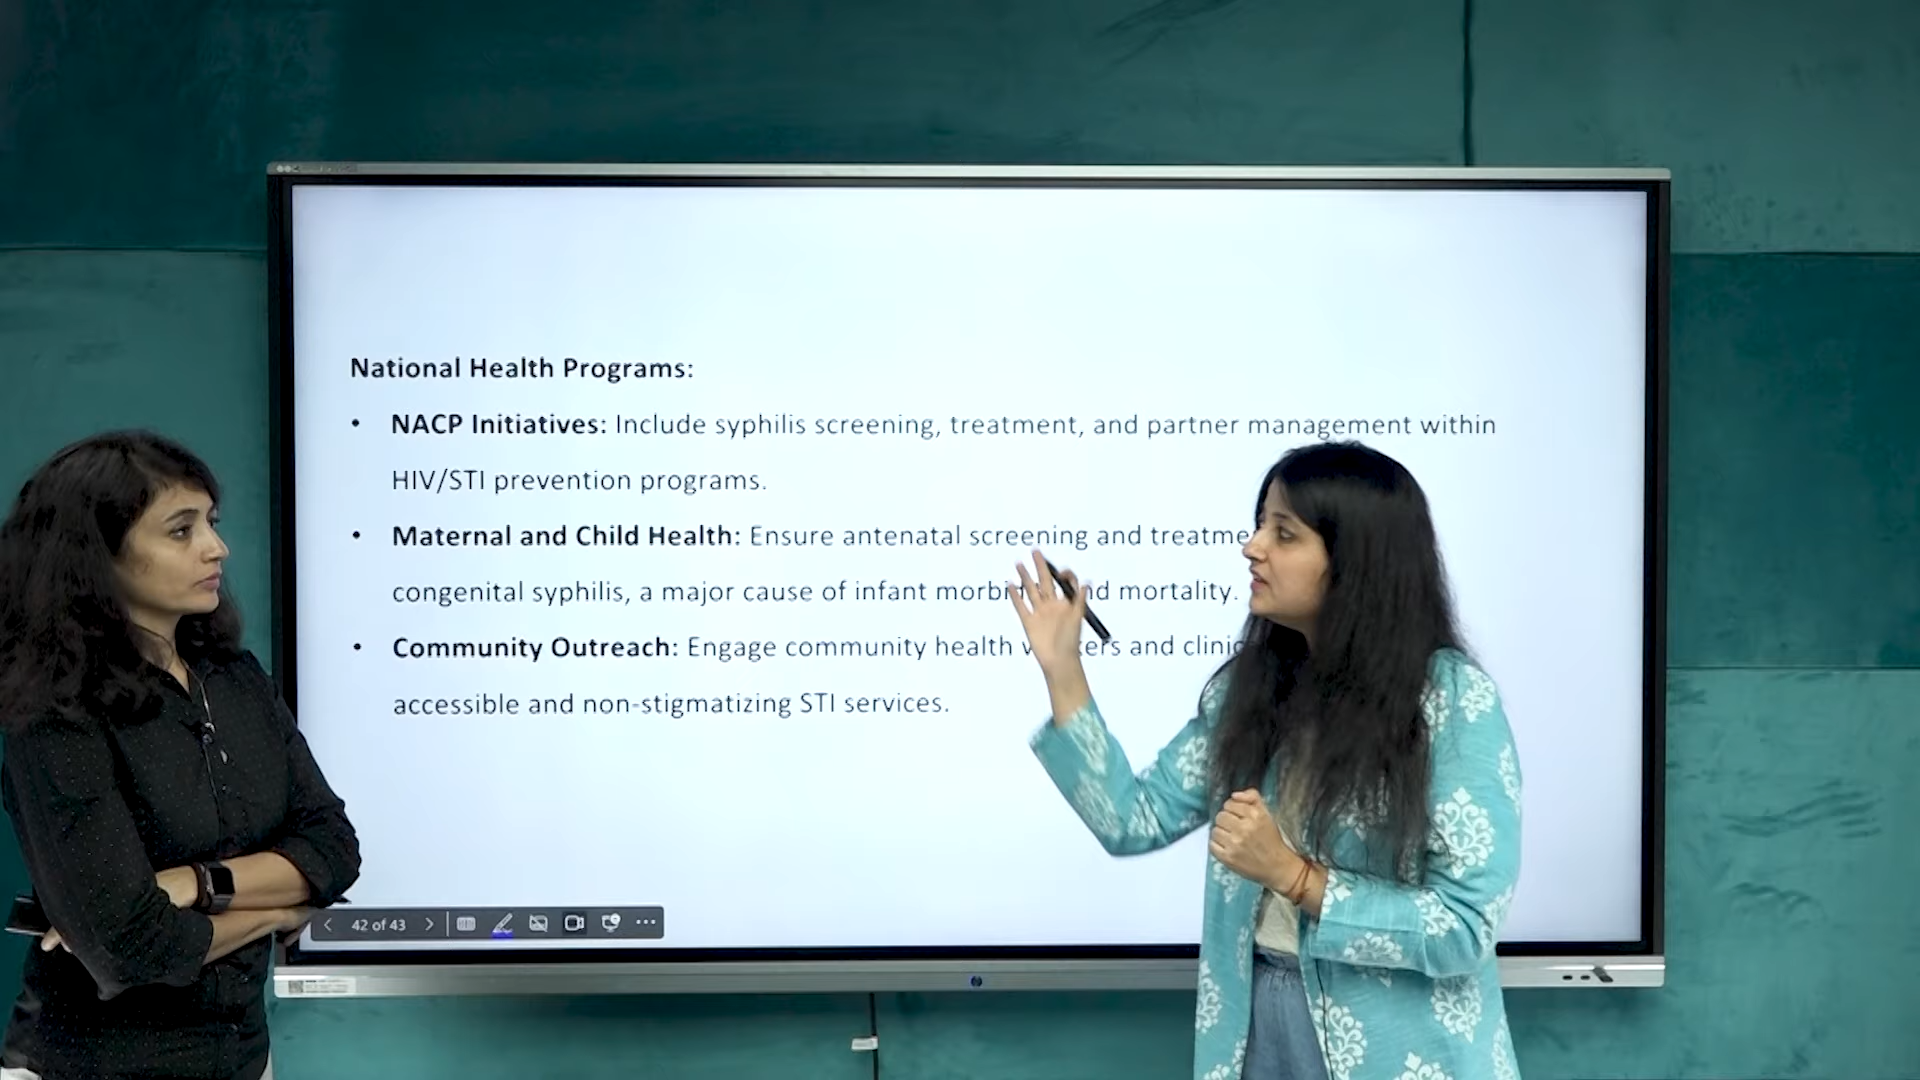 National Health Programs:
• NACP Initiatives: Include syphilis screening, treatment, and partner management within
HIV/STI prevention programs.
• Maternal and Child Health: Ensure antenatal screening and
congenital syphilis, a major cause of infant mortality.
• Community Outreach: Engage community health and
accessible and non-stigmatizing STI services.
42 of 43